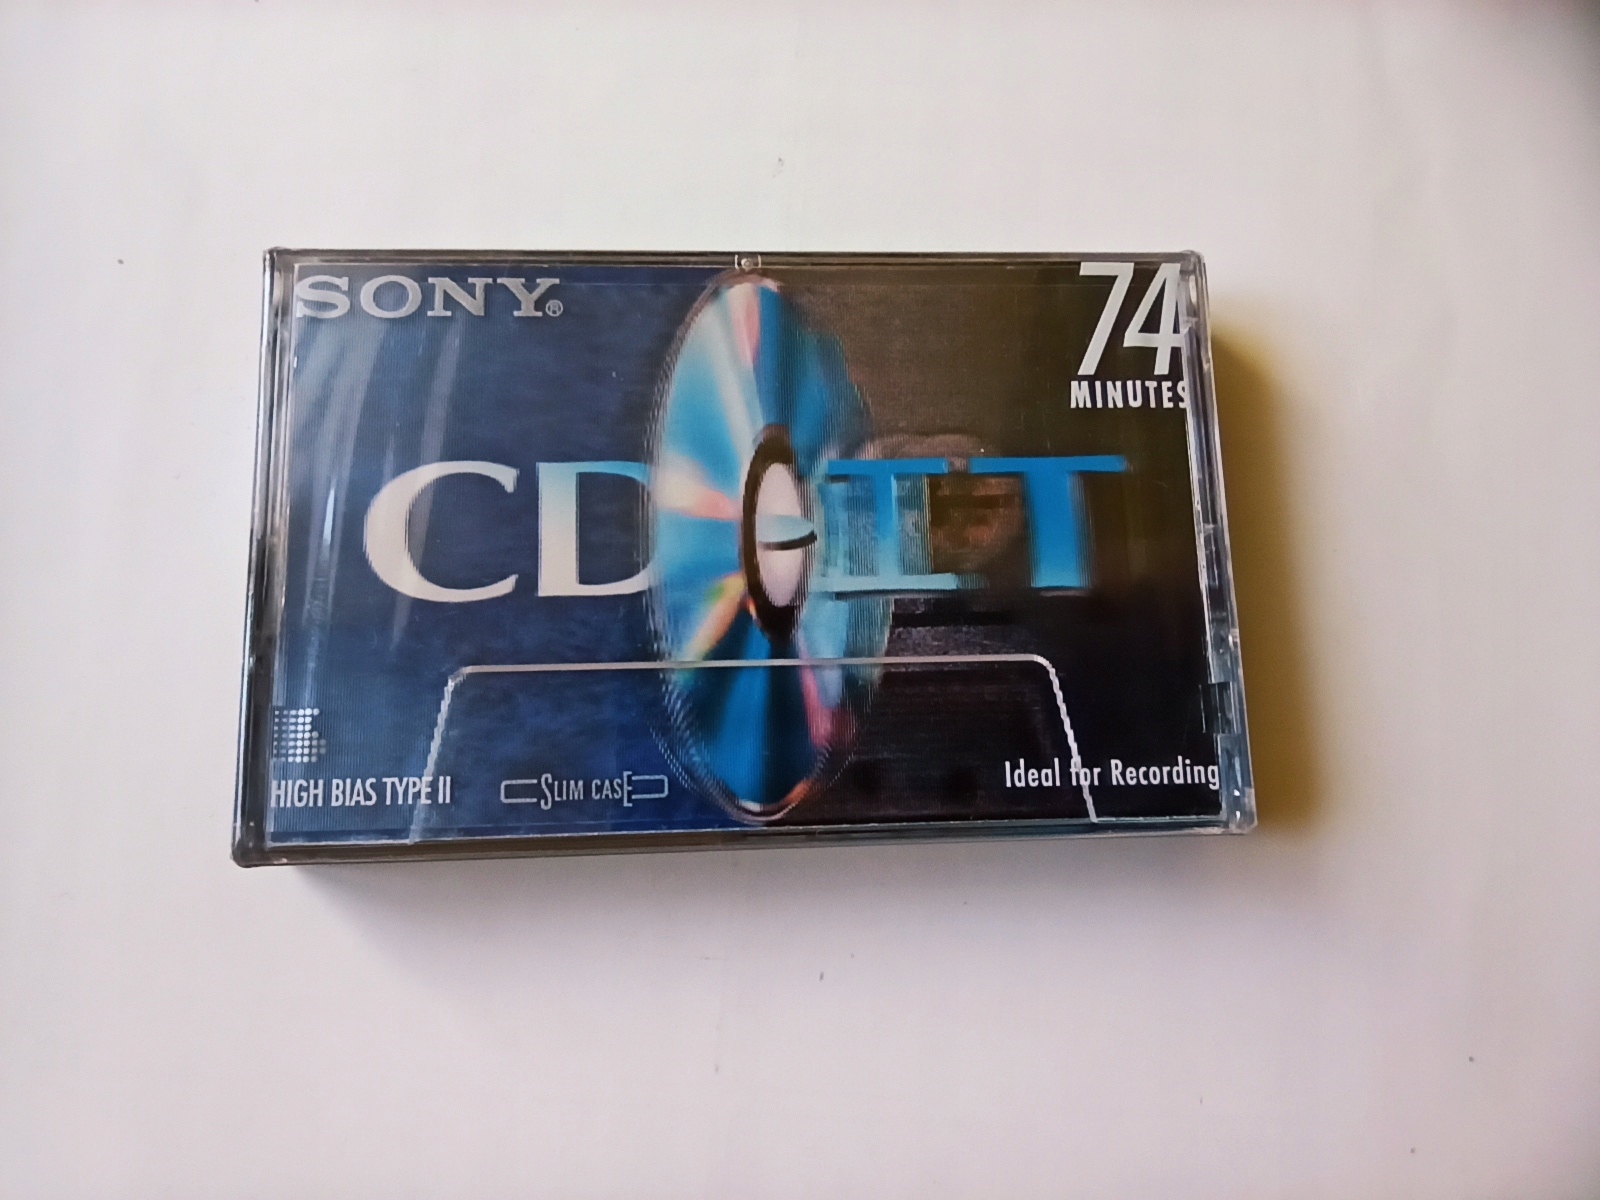 SONY®
74
MINUTES
CD IT
HIGH BIAS TYPE II
SLIM CASE
Ideal for Recording